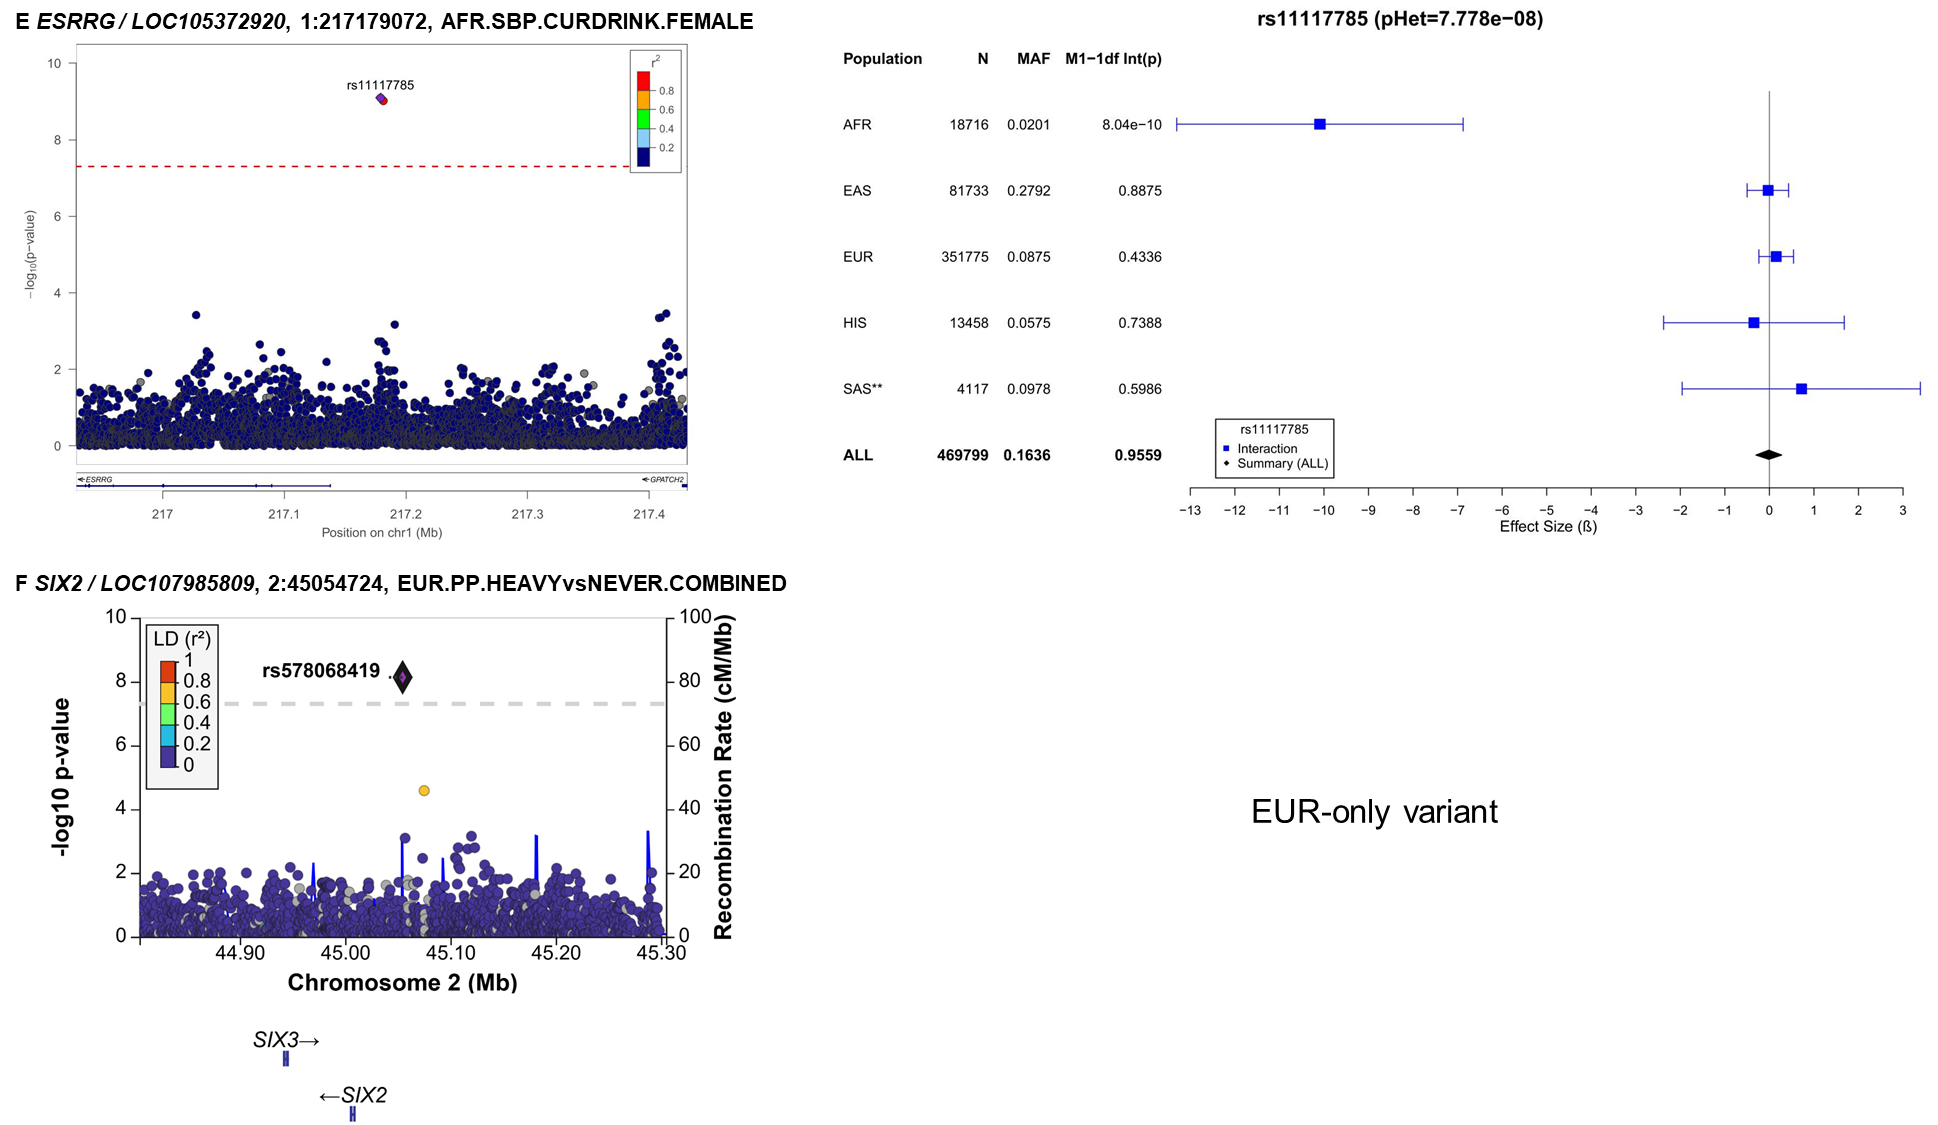 E ESRRG / LOC105372920, 1:217179072, AFR.SBP.CURDRINK.FEMALE
10
8
6
4
2
0
−log10(p−value)
rs11117785
r2
0.8
0.6
0.4
0.2
←ESRRG
←GPATCH2
217
217.1
217.2
217.3
217.4
Position on chr1 (Mb)
rs11117785 (pHet=7.778e−08)
Population N MAF M1−1df Int(p)
AFR 18716 0.0201 8.04e−10
EAS 81733 0.2792 0.8875
EUR 351775 0.0875 0.4336
HIS 13458 0.0575 0.7388
SAS** 4117 0.0978 0.5986
ALL 469799 0.1636 0.9559
rs11117785
Interaction
Summary (ALL)
−13 −12 −11 −10 −9 −8 −7 −6 −5 −4 −3 −2 −1 0 1 2 3
Effect Size (ß)
F SIX2 / LOC107985809, 2:45054724, EUR.PP.HEAVYvsNEVER.COMBINED
10
8
6
4
2
0
-log10 p-value
LD (r²)
1
0.8
0.6
0.4
0.2
0
rs578068419
100
80
60
40
20
0
Recombination Rate (cM/Mb)
44.90 45.00 45.10 45.20 45.30
Chromosome 2 (Mb)
SIX3→
←SIX2
EUR-only variant